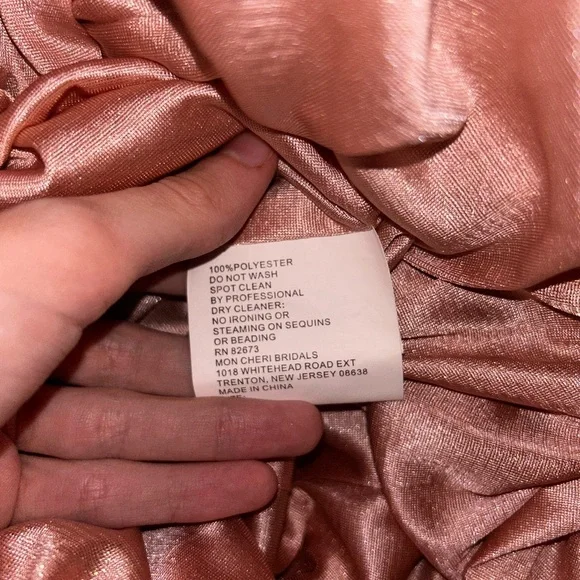 100%POLYESTER
DO NOT WASH
SPOT CLEAN
BY PROFESSIONAL
DRY CLEANER:
NO IRONING OR
STEAMING ON SEQUINS
OR BEADING
RN 82673
MON CHERI BRIDALS
1018 WHITEHEAD ROAD EXT
TRENTON, NEW JERSEY 08638
MADE IN CHINA